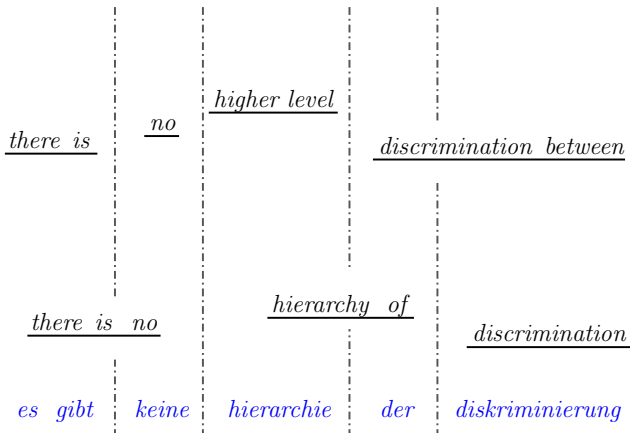 higher level
no
there is
discrimination between
hierarchy of
there is no
discrimination
es gibt keine hierarchie der diskriminierung